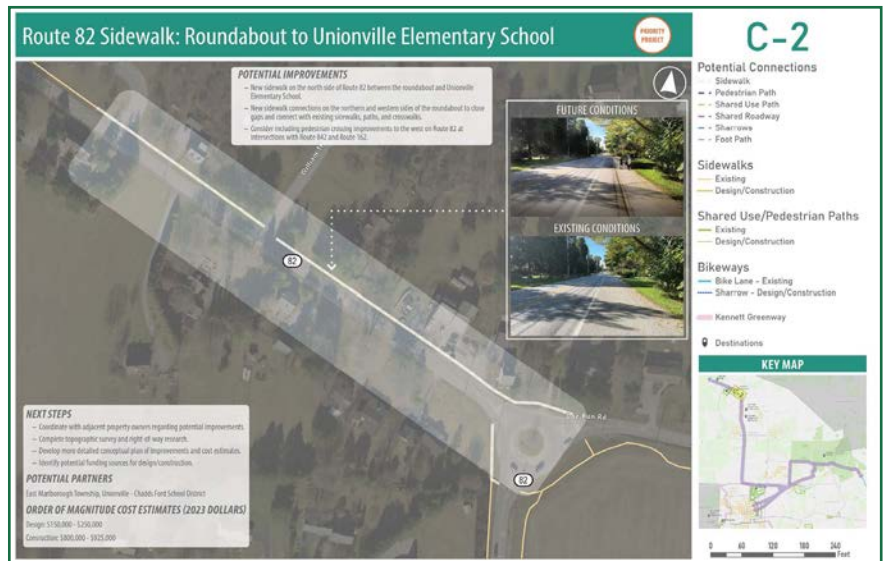 Route 82 Sidewalk: Roundabout to Unionville Elementary School
PRIORITY
PROJECT
C-2
POTENTIAL IMPROVEMENTS
— New sidewalk on the north side of Route 82 between the roundabout and Unionville
Elementary School.
— New sidewalk connections on the northern and western sides of the roundabout to close
gaps and connect with existing sidewalks, paths, and crosswalks.
— Consider including pedestrian crossing improvements to the west on Route 82 at
intersections with Route 842 and Route 162.
FUTURE CONDITIONS
EXISTING CONDITIONS
82
Run Rd
82
NEXT STEPS
— Coordinate with adjacent property owners regarding potential improvements.
— Complete topographic survey and right-of-way research.
— Develop more detailed conceptual plan of improvements and cost estimates.
— Identify potential funding sources for design/construction.
POTENTIAL PARTNERS
East Marlborough Township, Unionville - Chadds Ford School District
ORDER OF MAGNITUDE COST ESTIMATES (2023 DOLLARS)
Design: $150,000 - $250,000
Construction: $800,000 - $925,000
Potential Connections
Sidewalk
Pedestrian Path
Shared Use Path
Shared Roadway
Sharrows
Foot Path
Sidewalks
Existing
Design/Construction
Shared Use/Pedestrian Paths
Existing
Design/Construction
Bikeways
Bike Lane - Existing
Sharrow - Design/Construction
Kennett Greenway
Destinations
KEY MAP
0 60 120 180 240
Feet